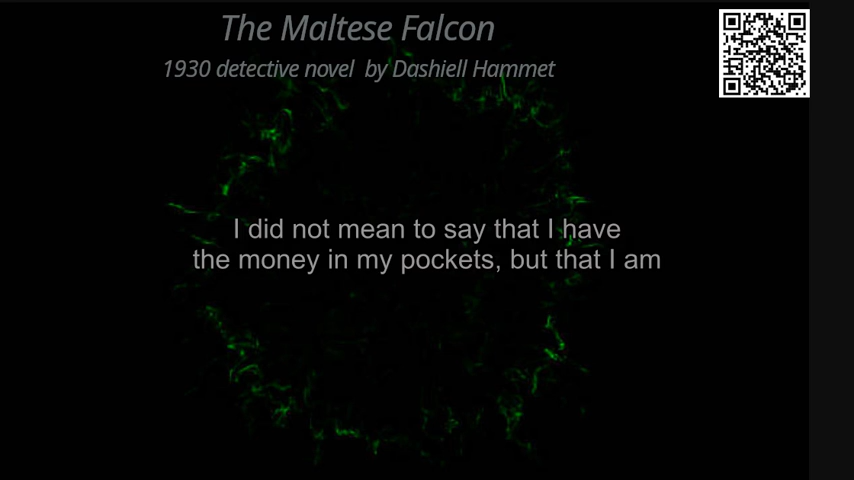 The Maltese Falcon
1930 detective novel by Dashiell Hammet
I did not mean to say that I have
the money in my pockets, but that I am